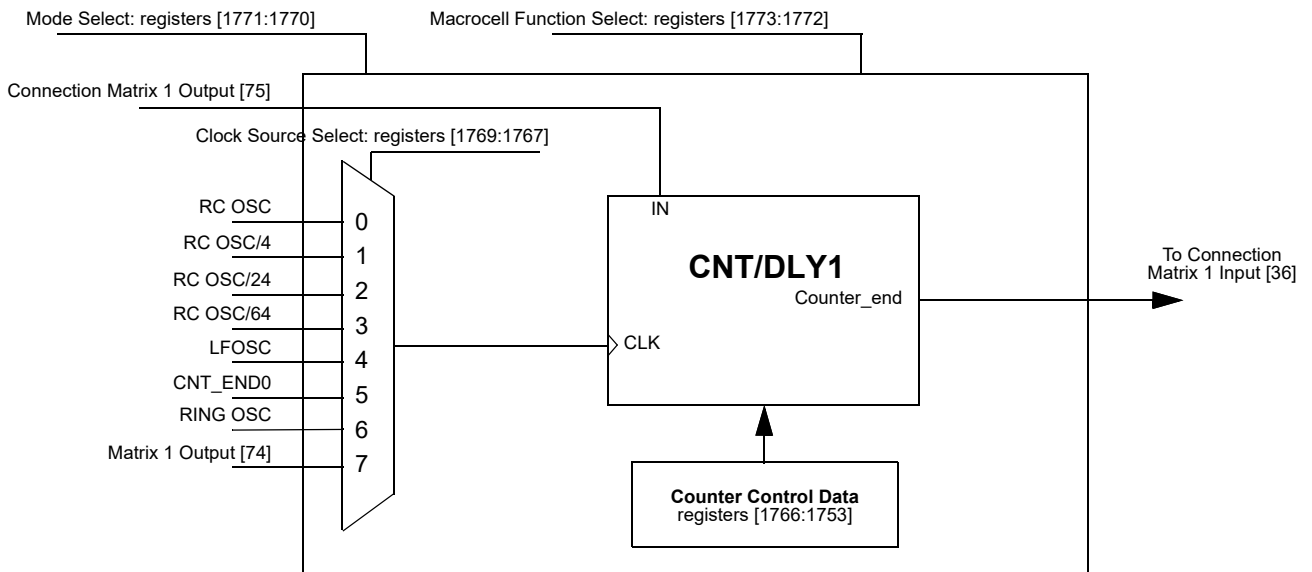 Mode Select: registers [1771:1770]
Macrocell Function Select: registers [1773:1772]
Connection Matrix 1 Output [75]
Clock Source Select: registers [1769:1767]
RC OSC
0
RC OSC/4
1
RC OSC/24
2
RC OSC/64
3
LFOSC
4
CNT_END0
5
RING OSC
6
Matrix 1 Output [74]
7
IN
CNT/DLY1
Counter_end
CLK
To Connection
Matrix 1 Input [36]
Counter Control Data
registers [1766:1753]